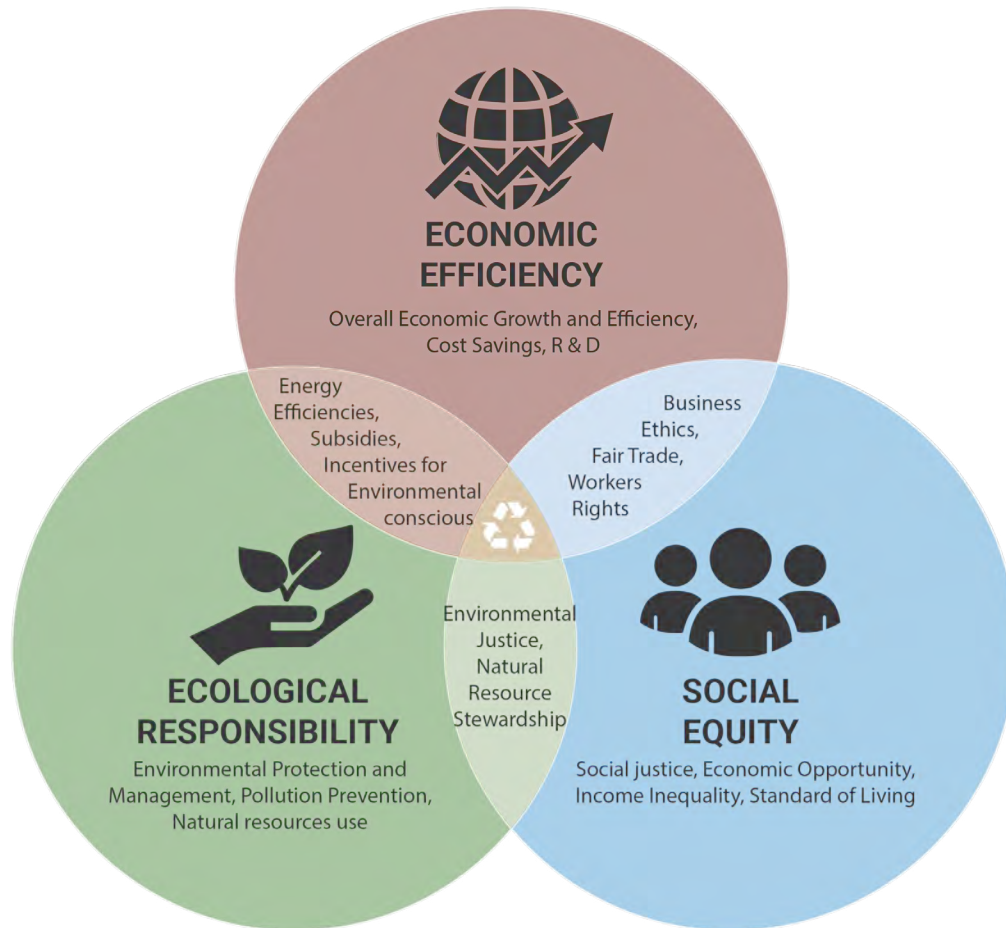 ECONOMIC
EFFICIENCY
Overall Economic Growth and Efficiency,
Cost Savings, R & D
Energy
Efficiencies,
Subsidies,
Incentives for
Environmental
conscious
Business
Ethics,
Fair Trade,
Workers
Rights
Environmental
Justice,
Natural
Resource
Stewardship
ECOLOGICAL
RESPONSIBILITY
Environmental Protection and
Management, Pollution Prevention,
Natural resources use
SOCIAL
EQUITY
Social justice, Economic Opportunity,
Income Inequality, Standard of Living